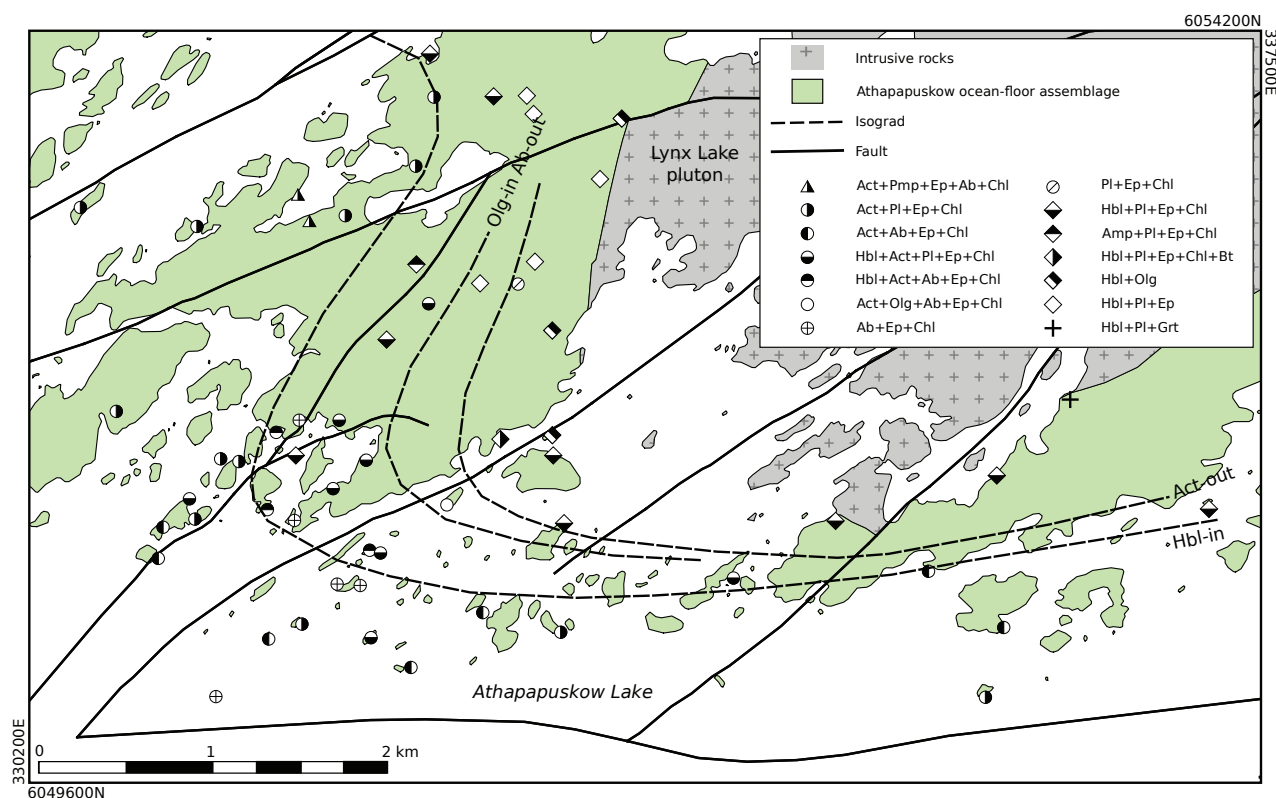 6054200N
337500E
Intrusive rocks
Athapapuskow ocean-floor assemblage
Isograd
Fault
Act+Pmp+Ep+Ab+Chl
Act+Pl+Ep+Chl
Act+Ab+Ep+Chl
Hbl+Act+Pl+Ep+Chl
Hbl+Act+Ab+Ep+Chl
Act+Olg+Ab+Ep+Chl
Ab+Ep+Chl
Pl+Ep+Chl
Hbl+Pl+Ep+Chl
Amp+Pl+Ep+Chl
Hbl+Pl+Ep+Chl+Bt
Hbl+Olg
Hbl+Pl+Ep
Hbl+Pl+Grt
Lynx Lake
pluton
Olg-in Ab-out
Act-out
Hbl-in
Athapapuskow Lake
0 1 2 km
330200E
6049600N